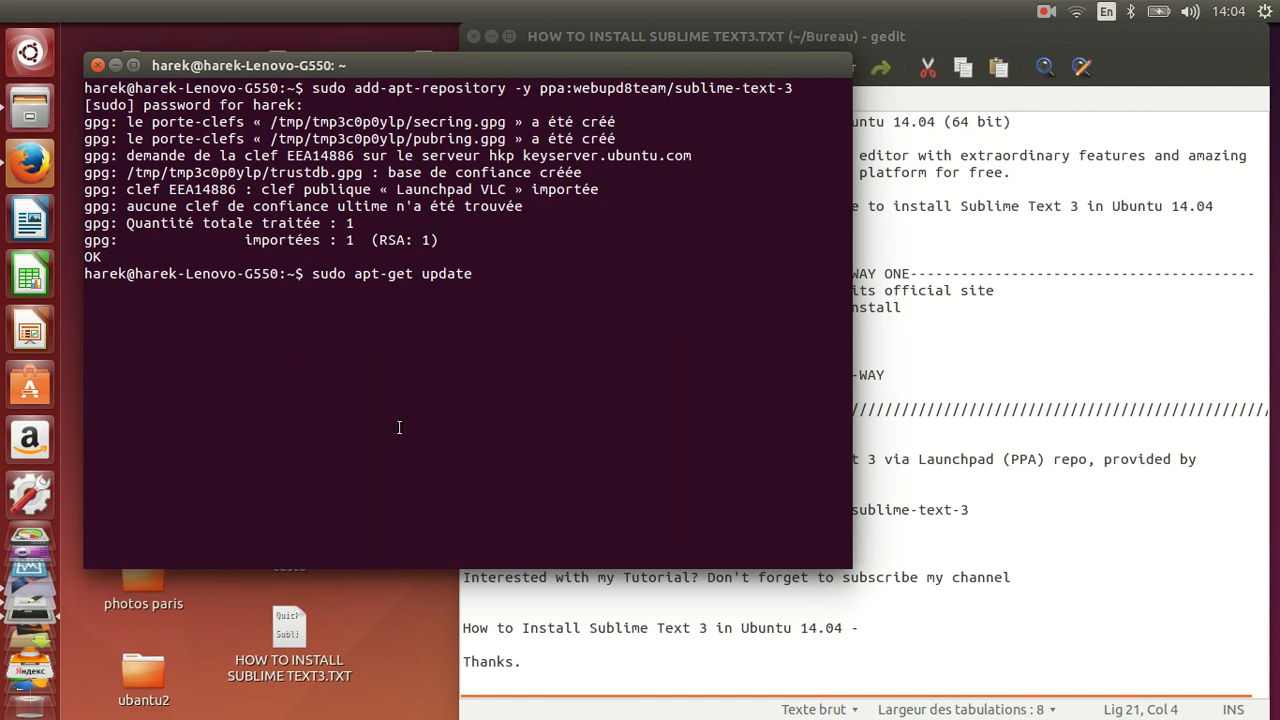 14:04
En
HOW TO INSTALL SUBLIME TEXT3.TXT (~/Bureau) - gedit
harek@harek-Lenovo-G550: ~
harek@harek-Lenovo-G550:~$ sudo add-apt-repository -y ppa:webupd8team/sublime-text-3
[sudo] password for harek:
gpg: le porte-clefs « /tmp/tmp3c0p0ylp/secring.gpg » a été créé
gpg: le porte-clefs « /tmp/tmp3c0p0ylp/pubring.gpg » a été créé
gpg: demande de la clef EEA14886 sur le serveur hkp keyserver.ubuntu.com
gpg: /tmp/tmp3c0p0ylp/trustdb.gpg : base de confiance créée
gpg: clef EEA14886 : clef publique « Launchpad VLC » importée
gpg: aucune clef de confiance ultime n'a été trouvée
gpg: Quantité totale traitée : 1
gpg: importées : 1 (RSA: 1)
OK
harek@harek-Lenovo-G550:~$ sudo apt-get update
untu 14.04 (64 bit)
editor with extraordinary features and amazing
platform for free.
e to install Sublime Text 3 in Ubuntu 14.04
WAY ONE-----------------------------------------
its official site
nstall
-WAY
/////////////////////////////////////////////////
t 3 via Launchpad (PPA) repo, provided by
sublime-text-3
Interested with my Tutorial? Don't forget to subscribe my channel
How to Install Sublime Text 3 in Ubuntu 14.04 -
Thanks.
photos paris
Quick
Subli
HOW TO INSTALL
SUBLIME TEXT3.TXT
ubantu2
Яндекс
Texte brut
Largeur des tabulations : 8
Lig 21, Col 4
INS